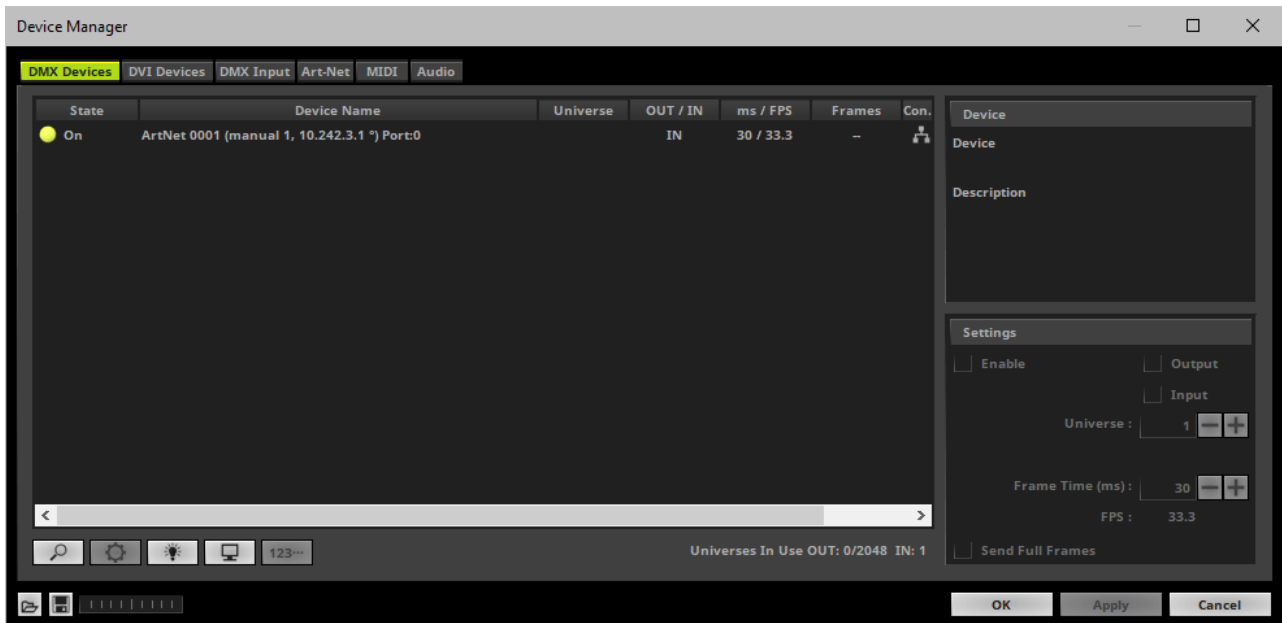 Device Manager
DMX Devices DVI Devices DMX Input Art-Net MIDI Audio
State Device Name Universe OUT / IN ms / FPS Frames Con.
On ArtNet 0001 (manual 1, 10.242.3.1 °) Port:0 IN 30 / 33.3 --
Device
Device
Description
Settings
Enable Output
Input
Universe : 1
Frame Time (ms) : 30
FPS : 33.3
Send Full Frames
123...
Universes In Use OUT: 0/2048 IN: 1
OK Apply Cancel